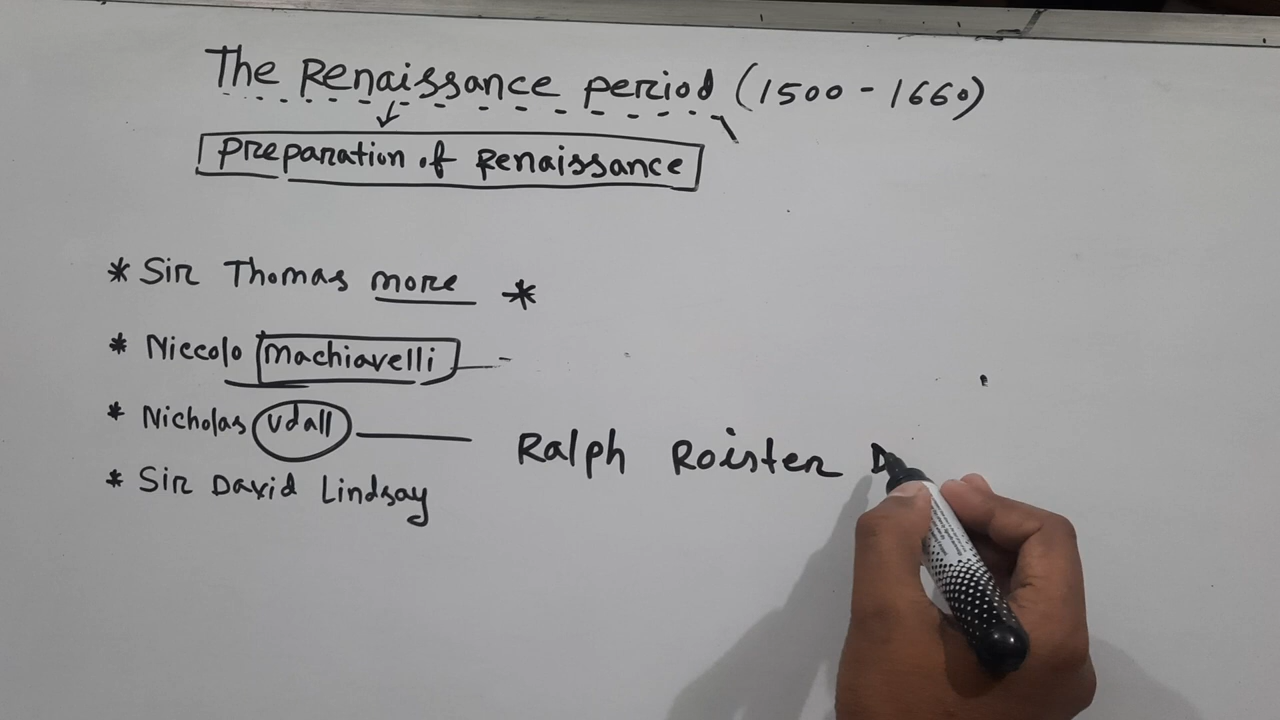 The Renaissance period (1500 - 1660)
Preparation of Renaissance
* Sir Thomas more *
* Niccolo Machiavelli -
* Nicholas Udall — Ralph Roister D
* Sir David Lindsay